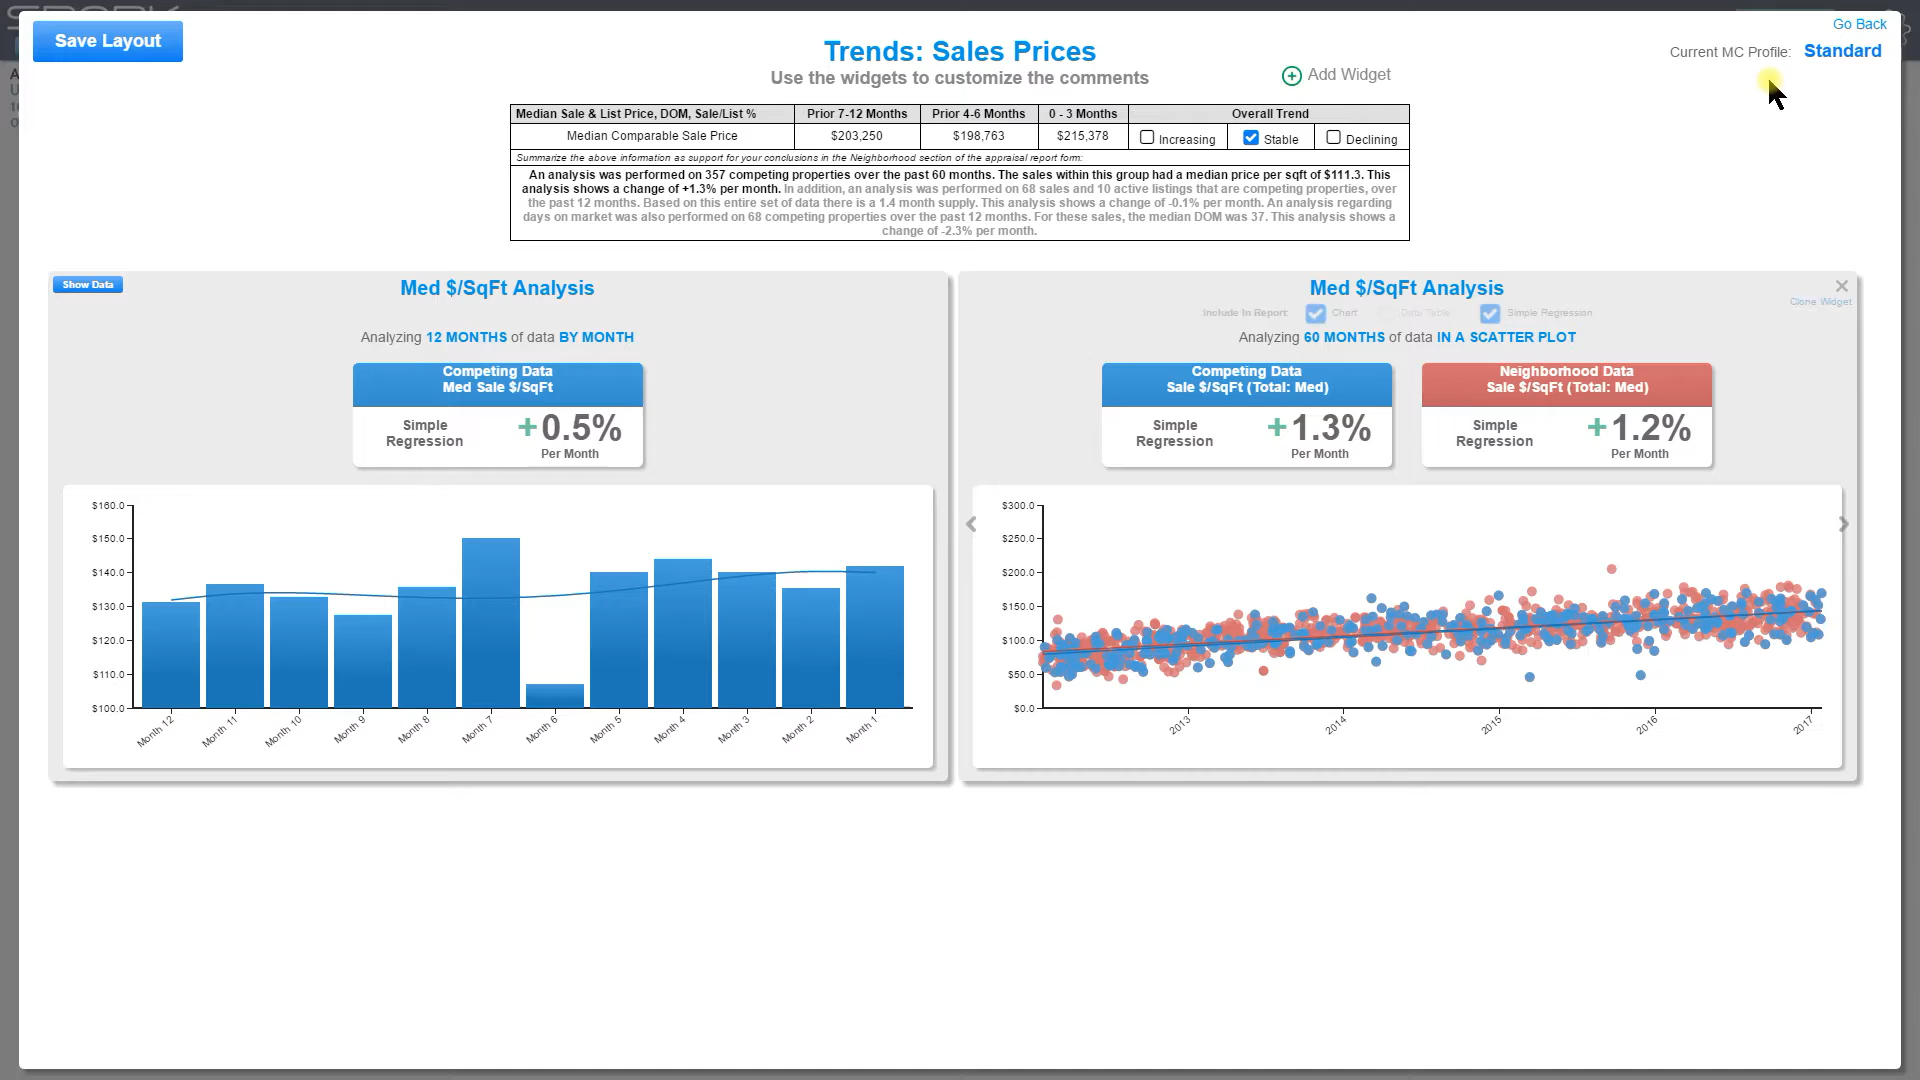 Go Back
Save Layout
Trends: Sales Prices
Current MC Profile: Standard
Use the widgets to customize the comments
Add Widget
Median Sale & List Price, DOM, Sale/List % Prior 7-12 Months Prior 4-6 Months 0 - 3 Months Overall Trend
Median Comparable Sale Price $203,250 $198,763 $215,378 Increasing Stable Declining
Summarize the above information as support for your conclusions in the Neighborhood section of the appraisal report form:
An analysis was performed on 357 competing properties over the past 60 months. The sales within this group had a median price per sqft of $111.3. This
analysis shows a change of +1.3% per month. In addition, an analysis was performed on 68 sales and 10 active listings that are competing properties, over
the past 12 months. Based on this entire set of data there is a 1.4 month supply. This analysis shows a change of -0.1% per month. An analysis regarding
days on market was also performed on 68 competing properties over the past 12 months. For these sales, the median DOM was 37. This analysis shows a
change of -2.3% per month.
Show Data
Med $/SqFt Analysis
Analyzing 12 MONTHS of data BY MONTH
Competing Data
Med Sale $/SqFt
Simple
Regression
+0.5%
Per Month
$160.0
$150.0
$140.0
$130.0
$120.0
$110.0
$100.0
Month 12 Month 11 Month 10 Month 9 Month 8 Month 7 Month 6 Month 5 Month 4 Month 3 Month 2 Month 1
Med $/SqFt Analysis
Clone Widget
Include In Report: Chart Data Table Simple Regression
Analyzing 60 MONTHS of data IN A SCATTER PLOT
Competing Data
Sale $/SqFt (Total: Med)
Simple
Regression
+1.3%
Per Month
Neighborhood Data
Sale $/SqFt (Total: Med)
Simple
Regression
+1.2%
Per Month
$300.0
$250.0
$200.0
$150.0
$100.0
$50.0
$0.0
2013 2014 2015 2016 2017